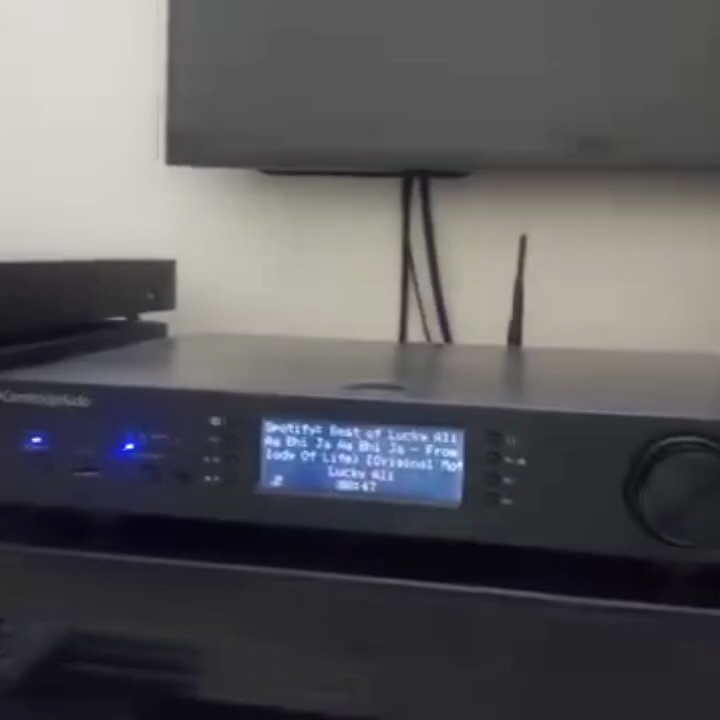 CambridgeAudio
Spotify: Best of Lucky Ali
Aa Bhi Ja Aa Bhi Ja - From
lody Of Life) [Original Mot
Lucky Ali
00:47